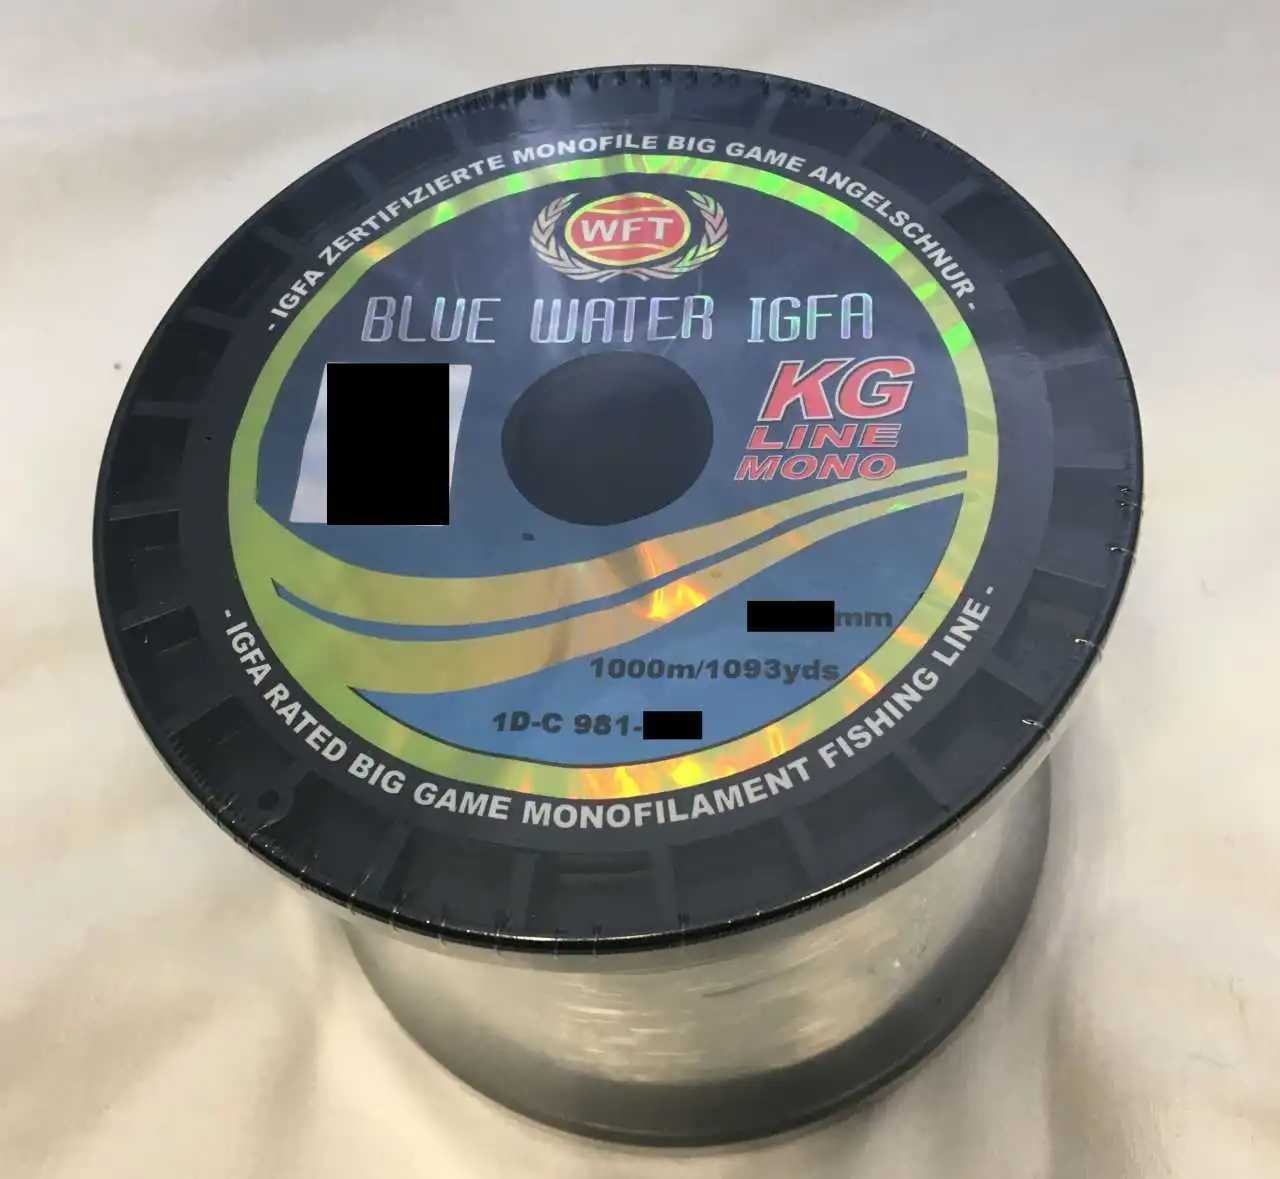 - IGFA ZERTIFIZIERTE MONOFILE BIG GAME ANGELSCHNUR -
WFT
BLUE WATER IGFA
KG
LINE
MONO
mm
1000m/1093yds
1D-C 981-
- IGFA RATED BIG GAME MONOFILAMENT FISHING LINE -